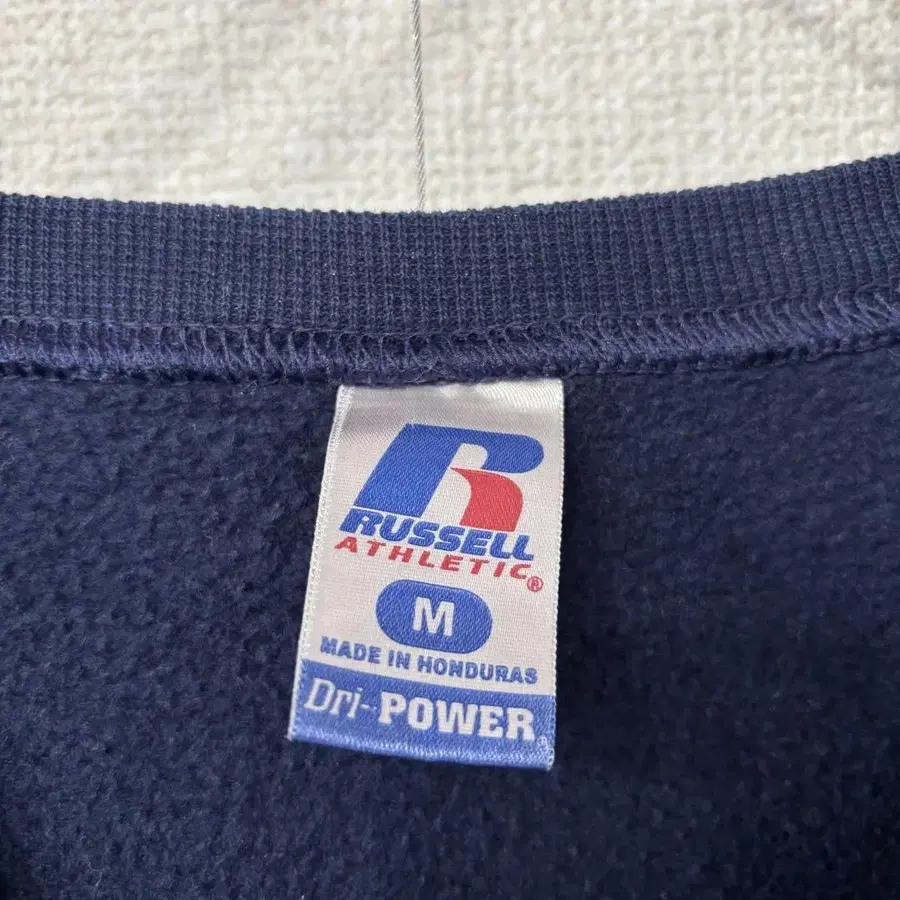 R
RUSSELL
ATHLETIC®
M
MADE IN HONDURAS
Dri-POWER®